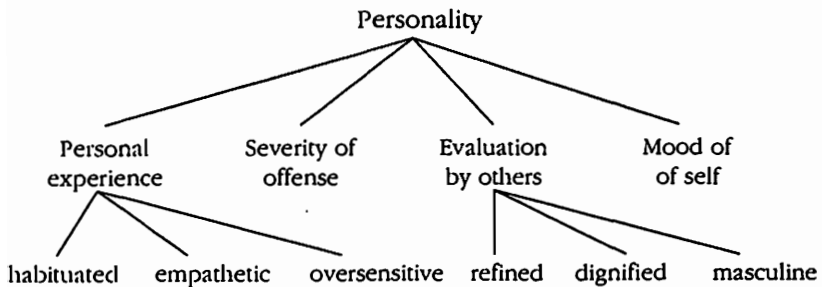 Personality
Personal Severity of Evaluation Mood of
experience offense by others of self
habituated empathetic oversensitive refined dignified masculine